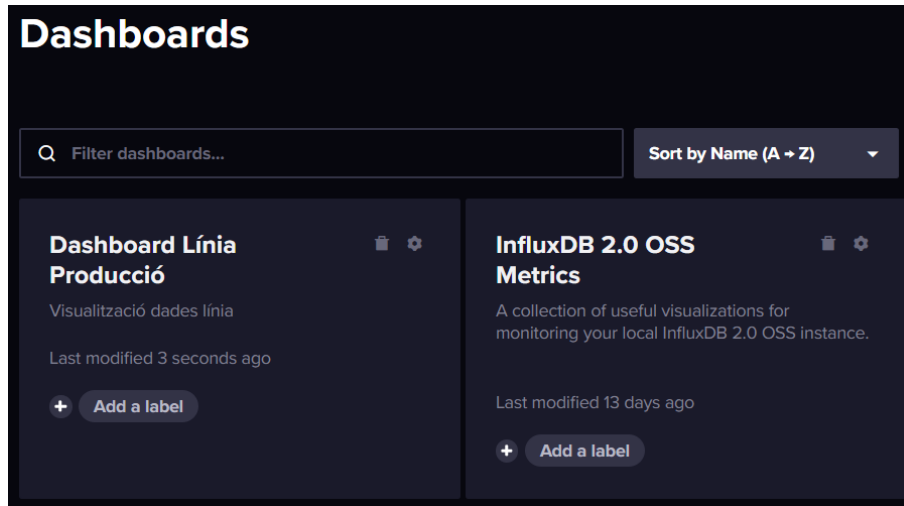 Dashboards
Filter dashboards...
Sort by Name (A → Z)
Dashboard Línia
Producció
Visualització dades línia
Last modified 3 seconds ago
Add a label
InfluxDB 2.0 OSS
Metrics
A collection of useful visualizations for
monitoring your local InfluxDB 2.0 OSS instance.
Last modified 13 days ago
Add a label